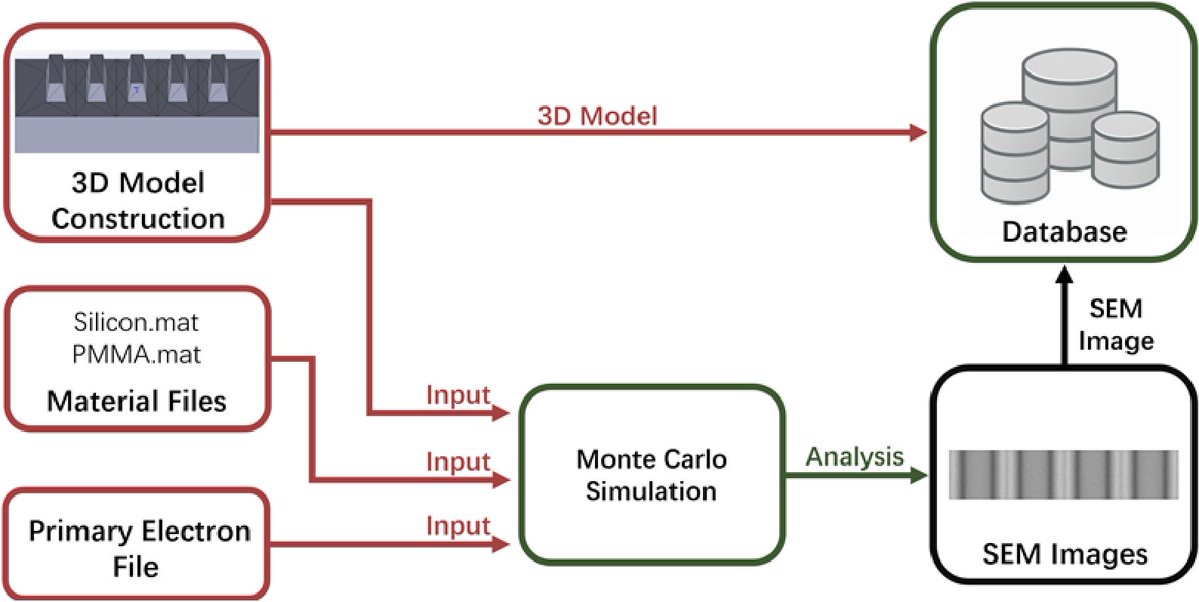 3D Model
Construction
3D Model
Database
Silicon.mat
PMMA.mat
Material Files
SEM
Image
Input
Input
Input
Primary Electron
File
Monte Carlo
Simulation
Analysis
SEM Images